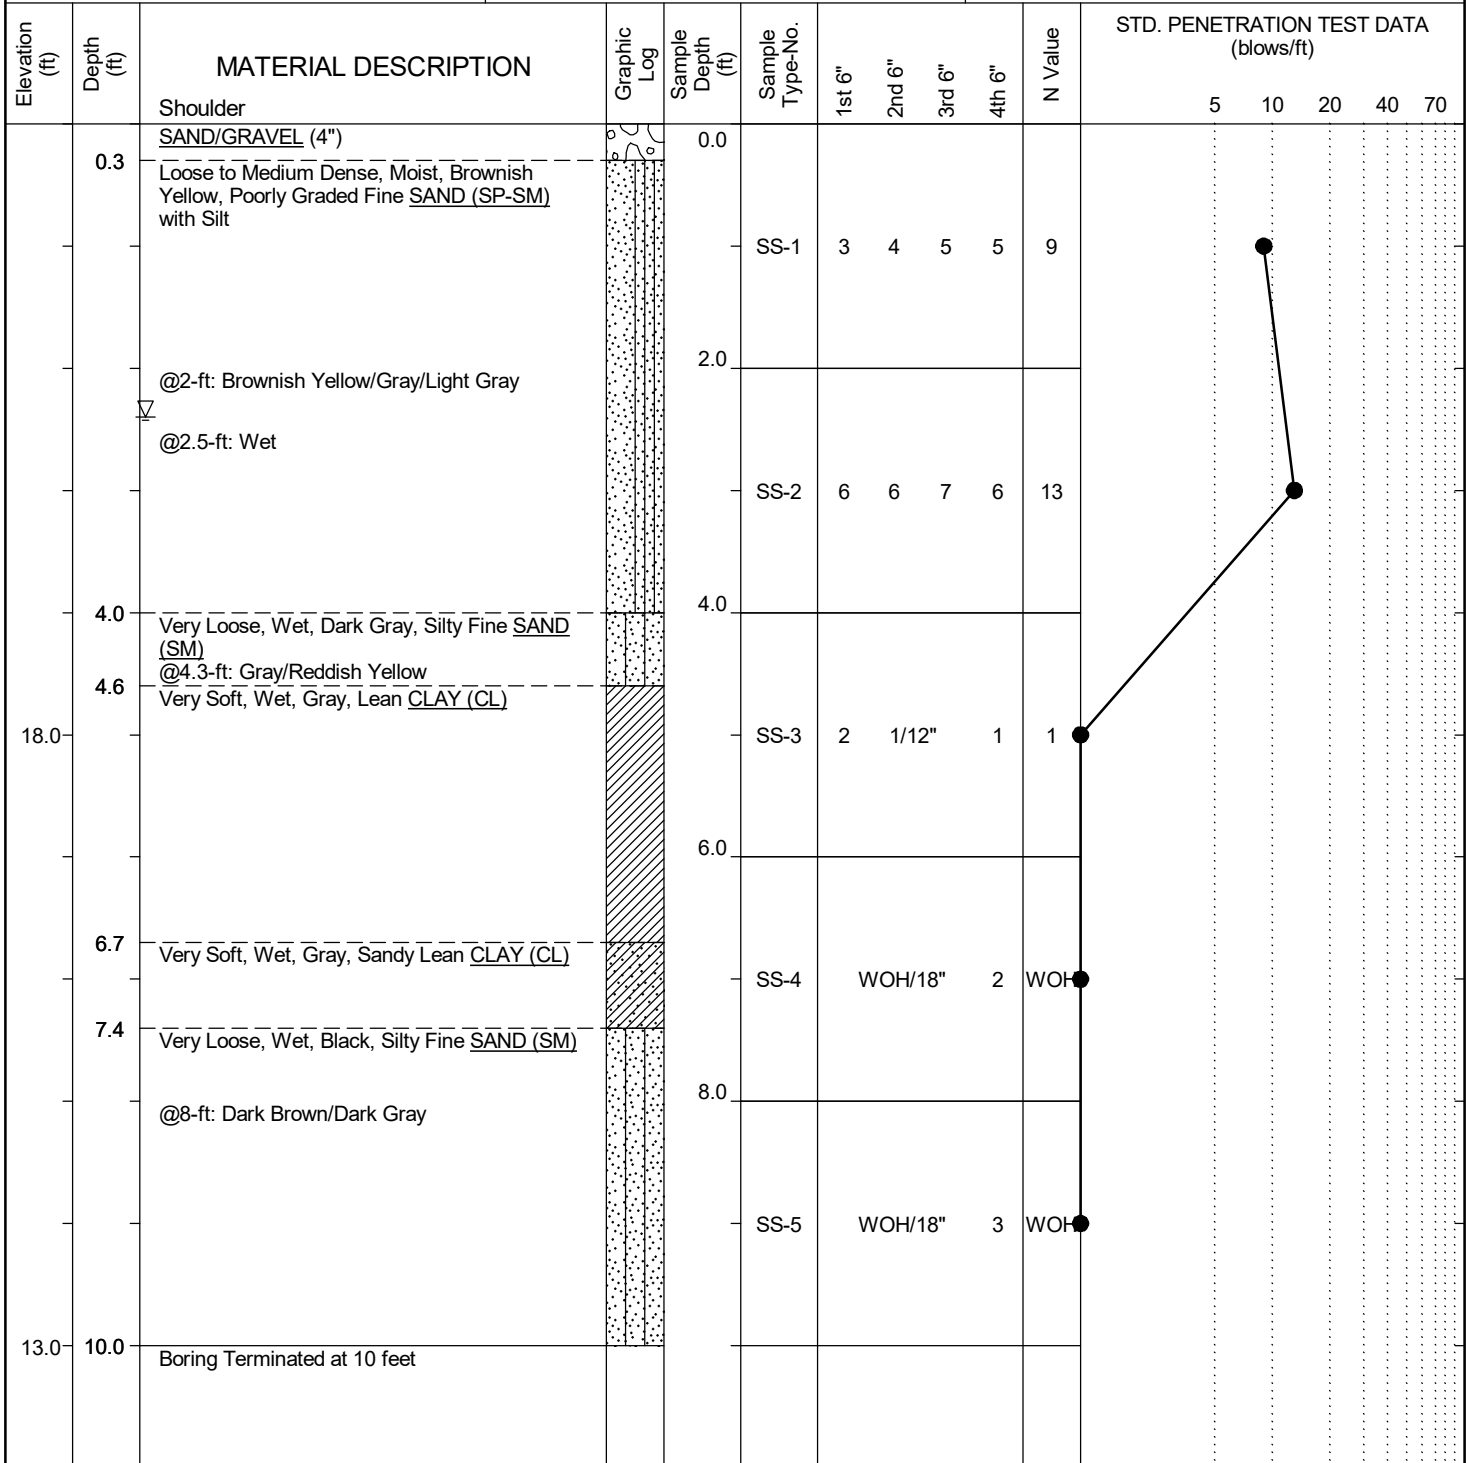 Elevation (ft)
Depth (ft)
MATERIAL DESCRIPTION
Shoulder
Graphic Log
Sample Depth (ft)
Sample Type-No.
1st 6"
2nd 6"
3rd 6"
4th 6"
N Value
STD. PENETRATION TEST DATA
(blows/ft)
5 10 20 40 70
SAND/GRAVEL (4")
0.0
0.3
Loose to Medium Dense, Moist, Brownish
Yellow, Poorly Graded Fine SAND (SP-SM)
with Silt
SS-1 3 4 5 5 9
2.0
@2-ft: Brownish Yellow/Gray/Light Gray
@2.5-ft: Wet
SS-2 6 6 7 6 13
4.0
4.0
Very Loose, Wet, Dark Gray, Silty Fine SAND
(SM)
@4.3-ft: Gray/Reddish Yellow
4.6
Very Soft, Wet, Gray, Lean CLAY (CL)
18.0
SS-3 2 1/12" 1 1
6.0
6.7
Very Soft, Wet, Gray, Sandy Lean CLAY (CL)
SS-4 WOH/18" 2 WOH
7.4
Very Loose, Wet, Black, Silty Fine SAND (SM)
8.0
@8-ft: Dark Brown/Dark Gray
SS-5 WOH/18" 3 WOH
13.0 10.0
Boring Terminated at 10 feet